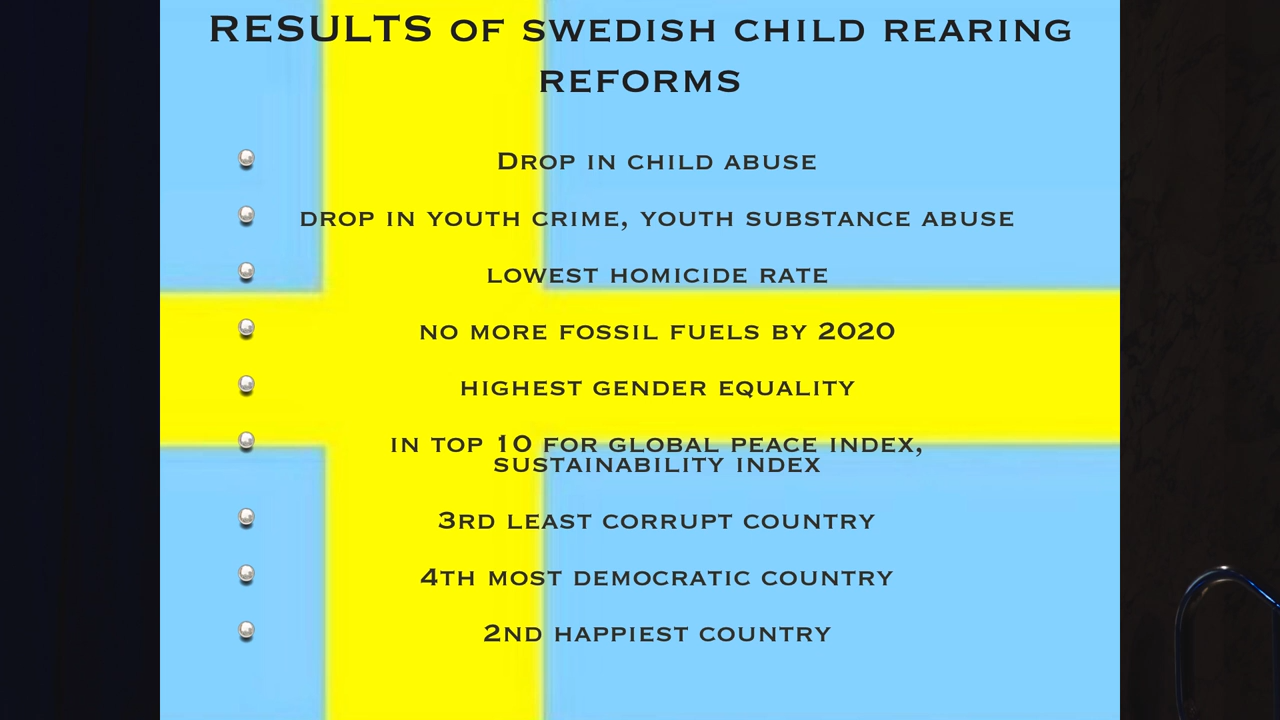 RESULTS OF SWEDISH CHILD REARING
REFORMS
DROP IN CHILD ABUSE
DROP IN YOUTH CRIME, YOUTH SUBSTANCE ABUSE
LOWEST HOMICIDE RATE
NO MORE FOSSIL FUELS BY 2020
HIGHEST GENDER EQUALITY
IN TOP 10 FOR GLOBAL PEACE INDEX,
SUSTAINABILITY INDEX
3RD LEAST CORRUPT COUNTRY
4TH MOST DEMOCRATIC COUNTRY
2ND HAPPIEST COUNTRY